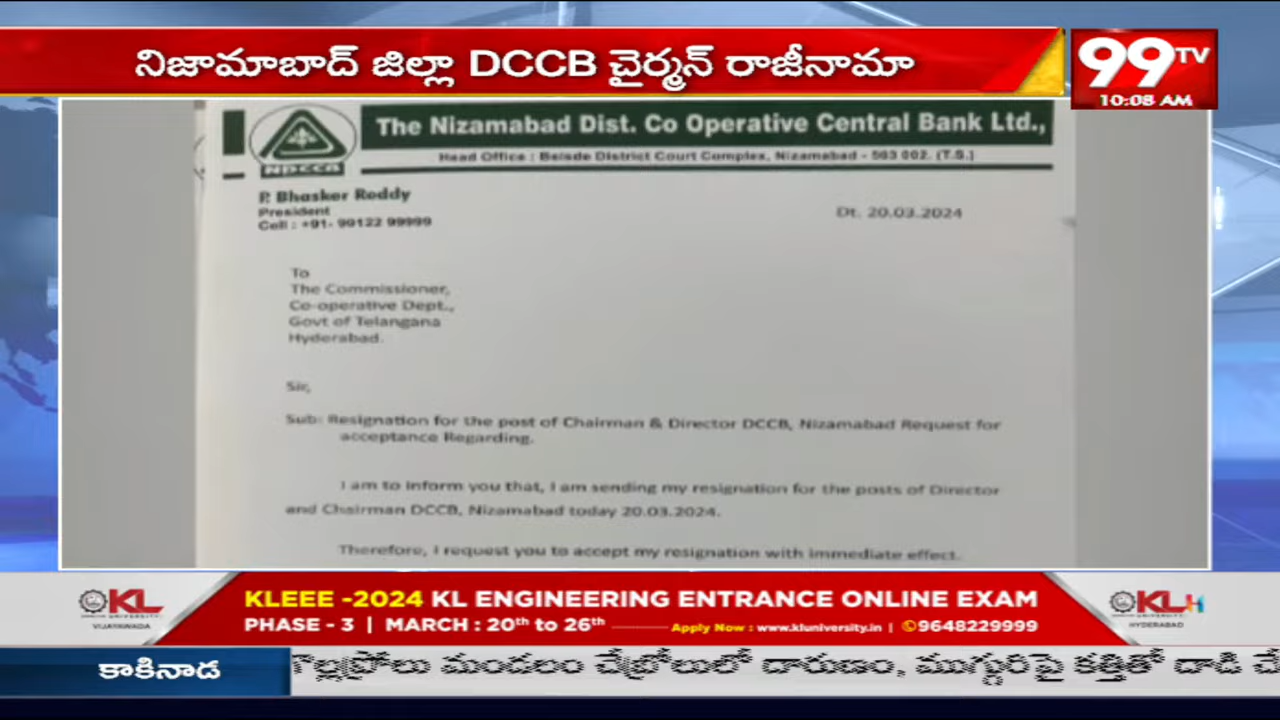 నిజామాబాద్ జిల్లా DCCB చైర్మన్ రాజీనామా
99TV
10:08 AM
The Nizamabad Dist. Co Operative Central Bank Ltd.,
Head Office : Beisde District Court Complex, Nizamabad - 503 002. (T.S.)
NDCCB
P. Bhasker Reddy
President
Cell : +91- 99122 99999
Dt. 20.03.2024
To
The Commissioner,
Co-operative Dept.,
Govt of Telangana
Hyderabad.
Sir,
Sub: Resignation for the post of Chairman & Director DCCB, Nizamabad Request for
acceptance Regarding.
I am to inform you that, I am sending my resignation for the posts of Director
and Chairman DCCB, Nizamabad today 20.03.2024.
Therefore, I request you to accept my resignation with immediate effect.
KL
VIJAYAWADA
KLEEE -2024 KL ENGINEERING ENTRANCE ONLINE EXAM
PHASE - 3 | MARCH : 20th to 26th Apply Now : www.kluniversity.in | 9648229999
KLH
HYDERABAD
కాకినాడ
గొల్లప్రోలు మండలం చేబ్రోలులో దారుణం, ముగ్గురిపై కత్తితో దాడి